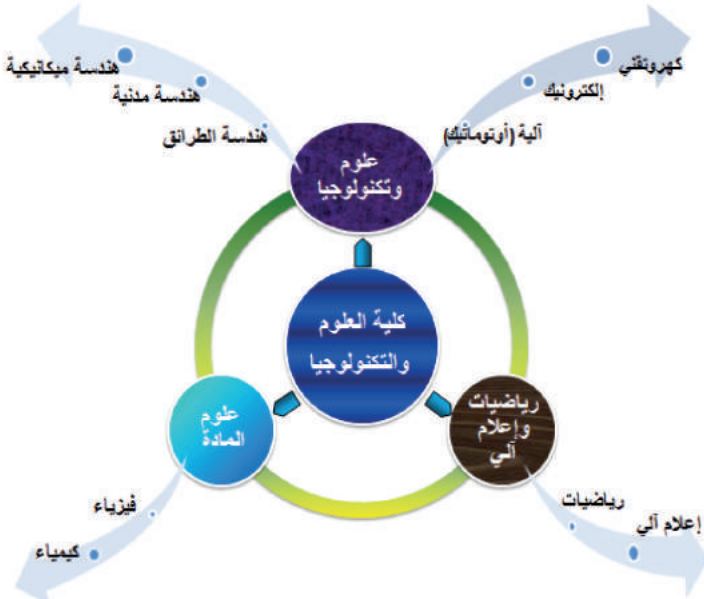 كهروتقني
إلكترونيك
آلية (أوتوماتيك)
هندسة ميكانيكية
هندسة مدنية
هندسة الطرائق
علوم
وتكنولوجيا
كلية العلوم
والتكنولوجيا
رياضيات
وإعلام
آلي
علوم
المادة
رياضيات
إعلام آلي
فيزياء
كيمياء